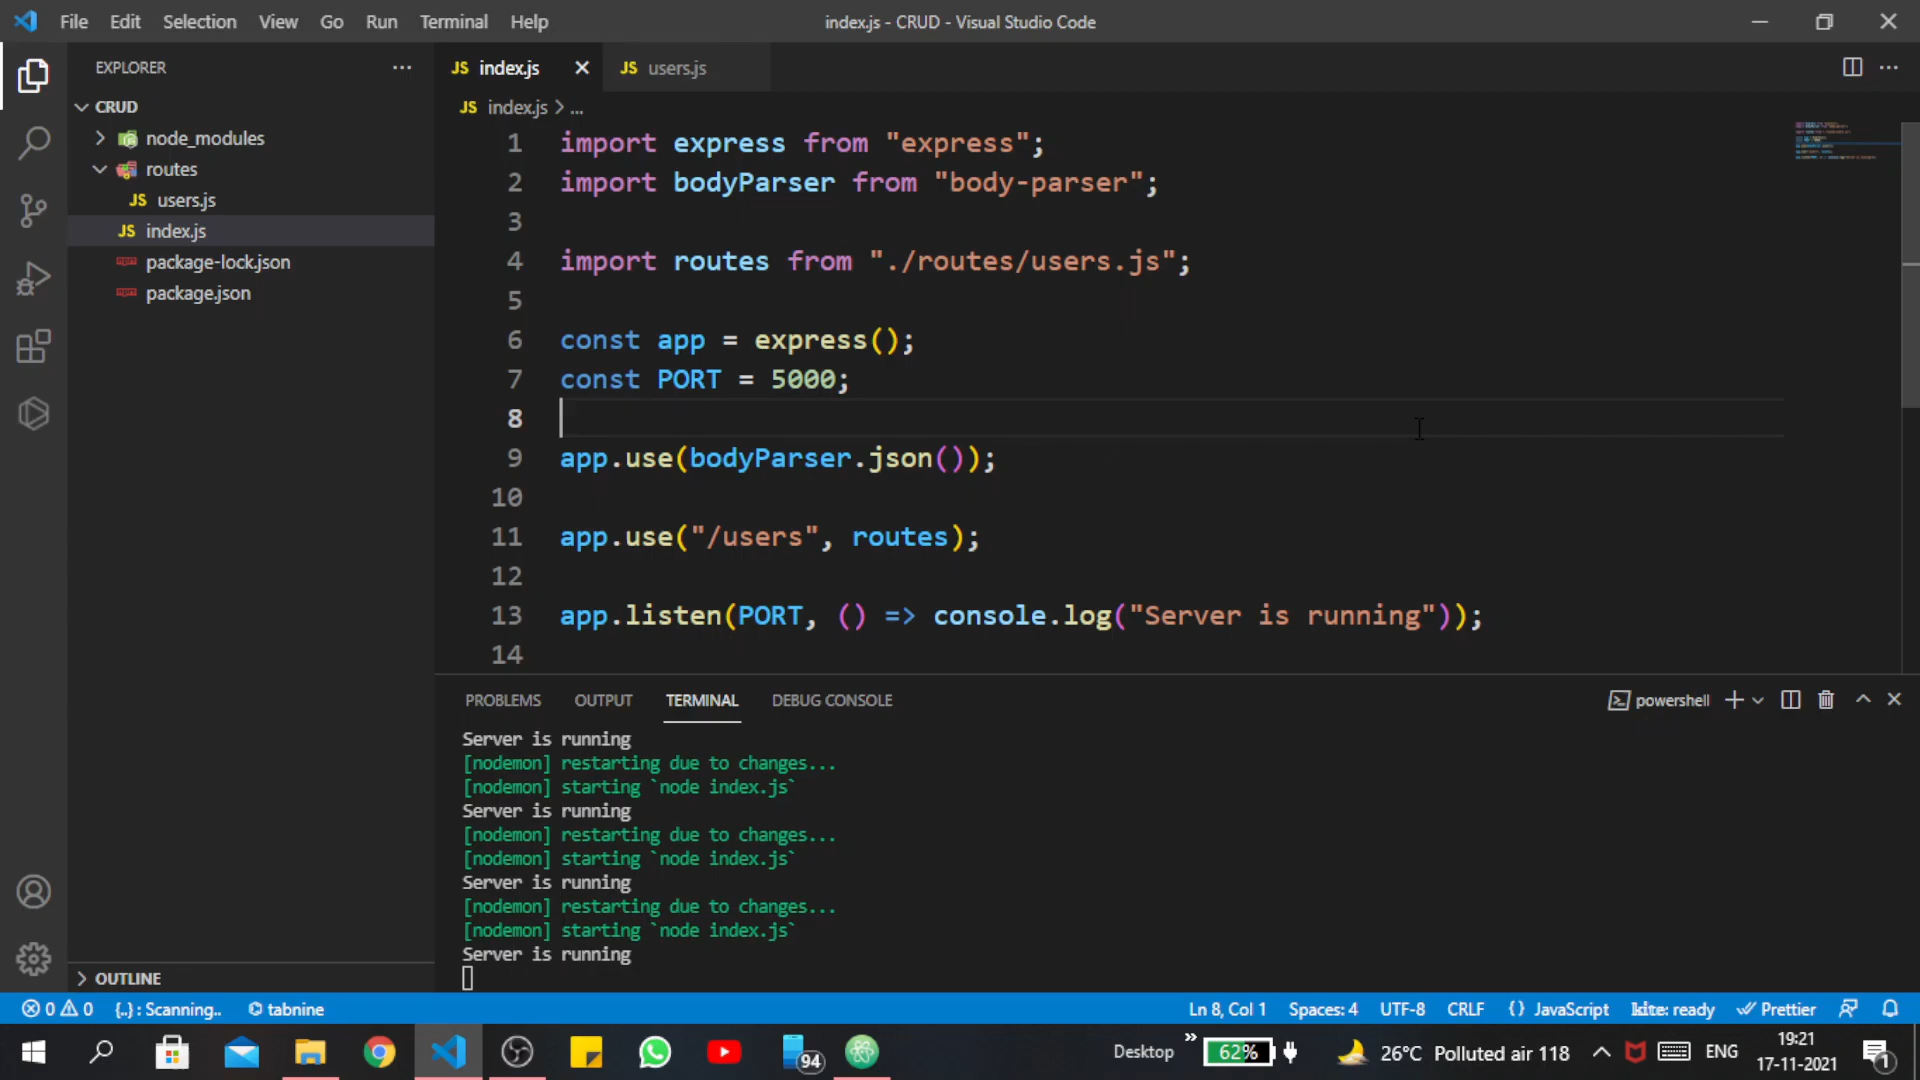 File Edit Selection View Go Run Terminal Help
index.js - CRUD - Visual Studio Code
EXPLORER
CRUD
node_modules
routes
JS users.js
JS index.js
package-lock.json
package.json
OUTLINE
JS index.js
JS users.js
JS index.js > ...
1 import express from "express";
2 import bodyParser from "body-parser";
3
4 import routes from "./routes/users.js";
5
6 const app = express();
7 const PORT = 5000;
8
9 app.use(bodyParser.json());
10
11 app.use("/users", routes);
12
13 app.listen(PORT, () => console.log("Server is running"));
14
PROBLEMS OUTPUT TERMINAL DEBUG CONSOLE
powershell
Server is running
[nodemon] restarting due to changes...
[nodemon] starting `node index.js`
Server is running
[nodemon] restarting due to changes...
[nodemon] starting `node index.js`
Server is running
[nodemon] restarting due to changes...
[nodemon] starting `node index.js`
Server is running
0 0 {..} : Scanning.. tabnine
Ln 8, Col 1 Spaces: 4 UTF-8 CRLF {} JavaScript kite: ready Prettier
94
Desktop
62%
26°C Polluted air 118
ENG
19:21
17-11-2021
1